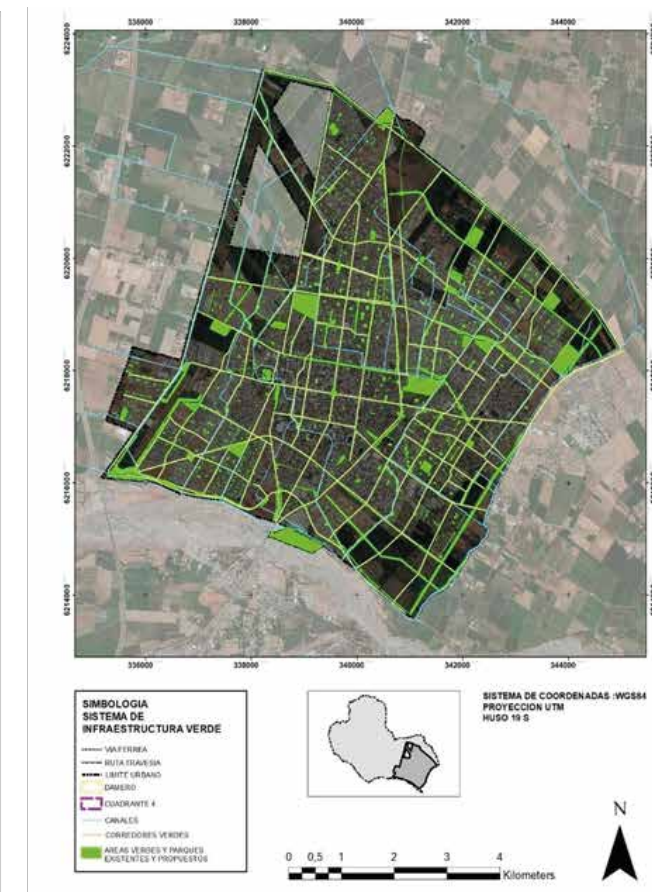 336000 338000 340000 342000 344000
6224000
6222000
6220000
6218000
6216000
6214000
336000 338000 340000 342000 344000
SIMBOLOGIA
SISTEMA DE
INFRAESTRUCTURA VERDE
VIA FERREA
RUTA TRAVESIA
LIMITE URBANO
DAMERO
CUADRANTE 4
CANALES
CORREDORES VERDES
AREAS VERDES Y PARQUES
EXISTENTES Y PROPUESTOS
SISTEMA DE COORDENADAS :WGS84
PROYECCION UTM
HUSO 19 S
N
0 0,5 1 2 3 4
Kilometers